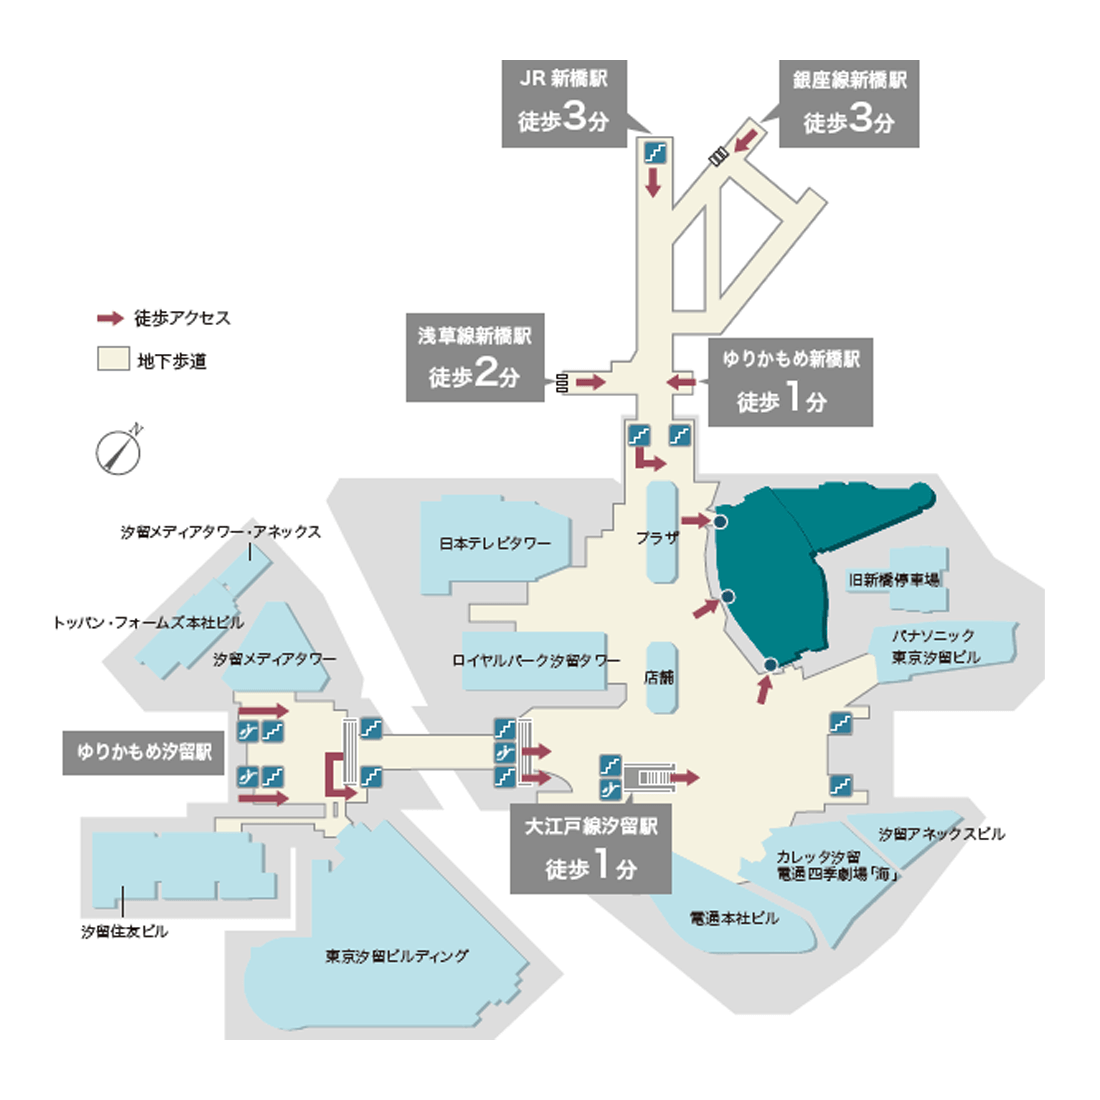 JR 新橋駅
徒歩3分
銀座線新橋駅
徒歩3分
徒歩アクセス
地下歩道
浅草線新橋駅
徒歩2分
ゆりかもめ新橋駅
徒歩1分
N
汐留メディアタワー・アネックス
日本テレビタワー
プラザ
旧新橋停車場
トッパン・フォームズ本社ビル
汐留メディアタワー
ロイヤルパーク汐留タワー
店舗
パナソニック
東京汐留ビル
ゆりかもめ汐留駅
大江戸線汐留駅
徒歩1分
汐留アネックスビル
カレッタ汐留
電通四季劇場「海」
電通本社ビル
汐留住友ビル
東京汐留ビルディング